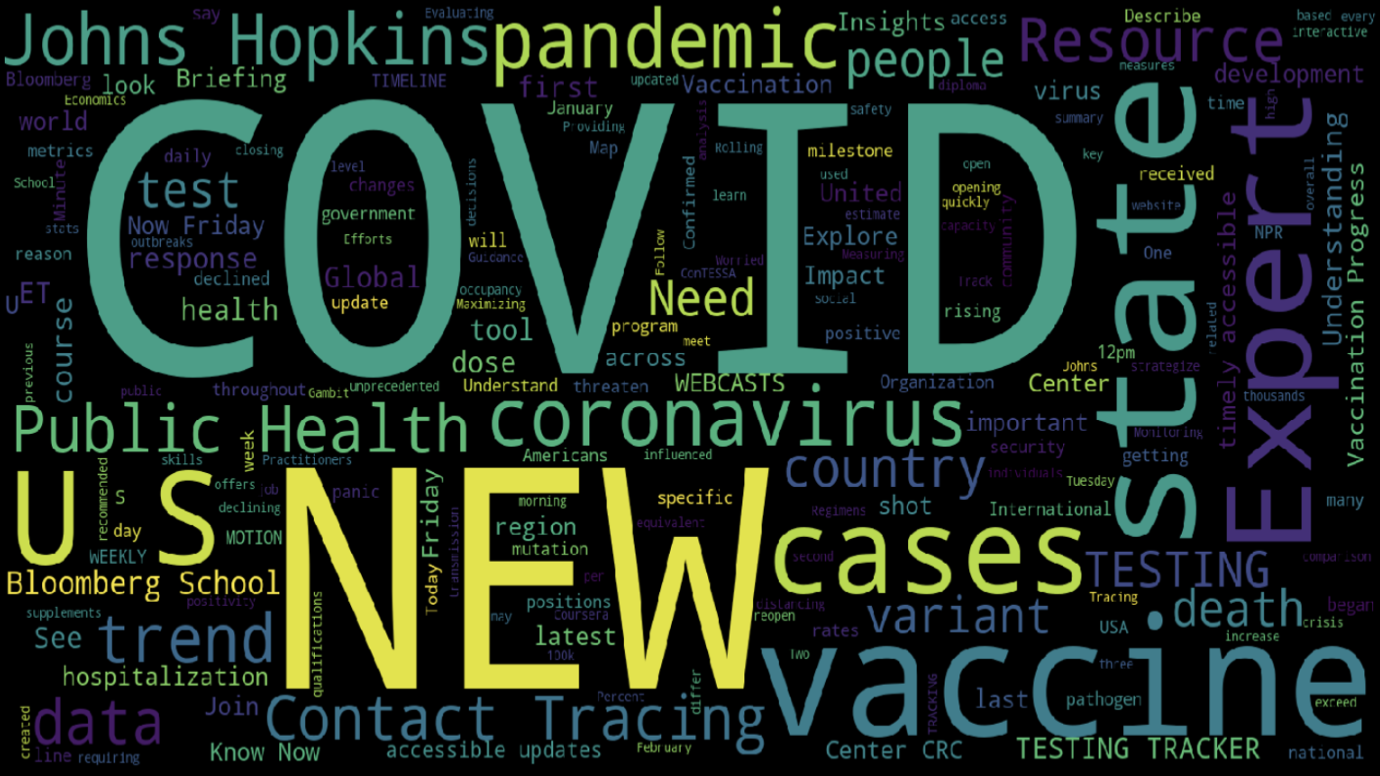 say
Evaluating
Johns Hopkins
pandemic
Insights
access
Describe
based
every
interactive
people
Resource
Bloomberg
look
Briefing
TIMELINE
first
updated
Vaccination
diploma
measures
development
Economics
world
January
Providing
safety
virus
summary
time
high
COVID
state
Expert
metrics
daily
closing
level
Map
analysis
Rolling
milestone
open
key
received
Understanding
School
Minute
test
changes
decisions
Confirmed
learn
used
United
opening
quickly
website
overall
stats
Now Friday
government
estimate
capacity
community
NPR
outbreaks
Efforts
will
Follow
Explore
Measuring
One
reason
response
Guidance
Worried
declined
Global
ConTESSA
Impact
Track
timely accessible
Vaccination Progress
U
ET
course
health
update
occupancy
Maximizing
Need
social
rising
related
tool
program
positive
previous
dose
meet
across
12pm
Johns
strategize
public
throughout
Gambit
unprecedented
Understand
threaten
WEBCASTS
Organization
Center
thousands
Public Health
coronavirus
important
Monitoring
week
security
getting
skills
Practitioners
Americans
influenced
country
individuals
Tuesday
U S
NEW
recommended
S
offers
job
panic
morning
specific
shot
Regimens
International
many
day
declining
Friday
region
equivalent
cases
WEEKLY
MOTION
transmission
mutation
second
TESTING
comparison
Bloomberg School
Today
per
Tracing
positivity
positions
distancing
death
began
supplements
nay
Coursera
reopen
variant
USA
crisis
See
trend
qualifications
latest
rates
increase
100k
Two
three
vaccine
hospitalization
differ
TRACKING
last
pathogen
exceed
created
data
Join
Contact Tracing
Percent
line
requiring
Know Now
accessible updates
February
Center CRC
TESTING TRACKER
national